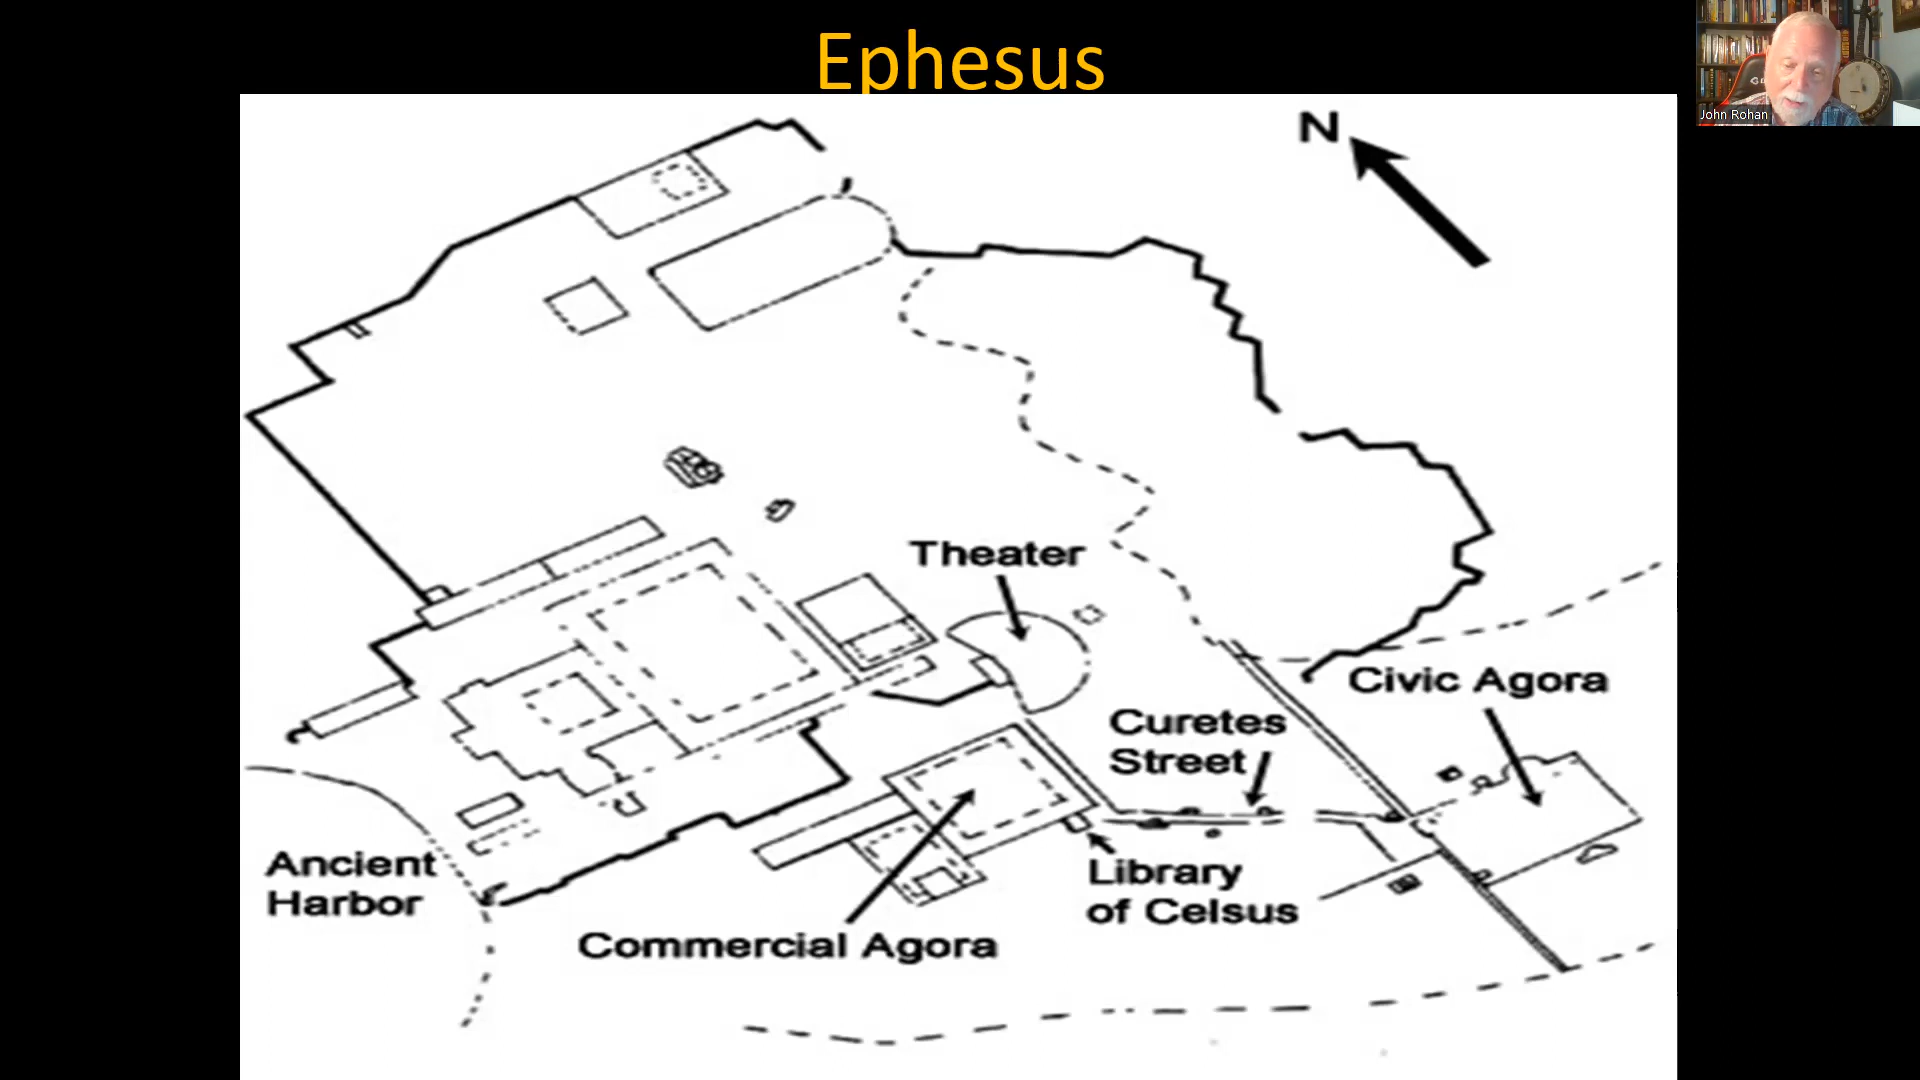 Ephesus
John Rohan
N
Theater
Civic Agora
Curetes
Street
Ancient
Harbor
Library
of Celsus
Commercial Agora